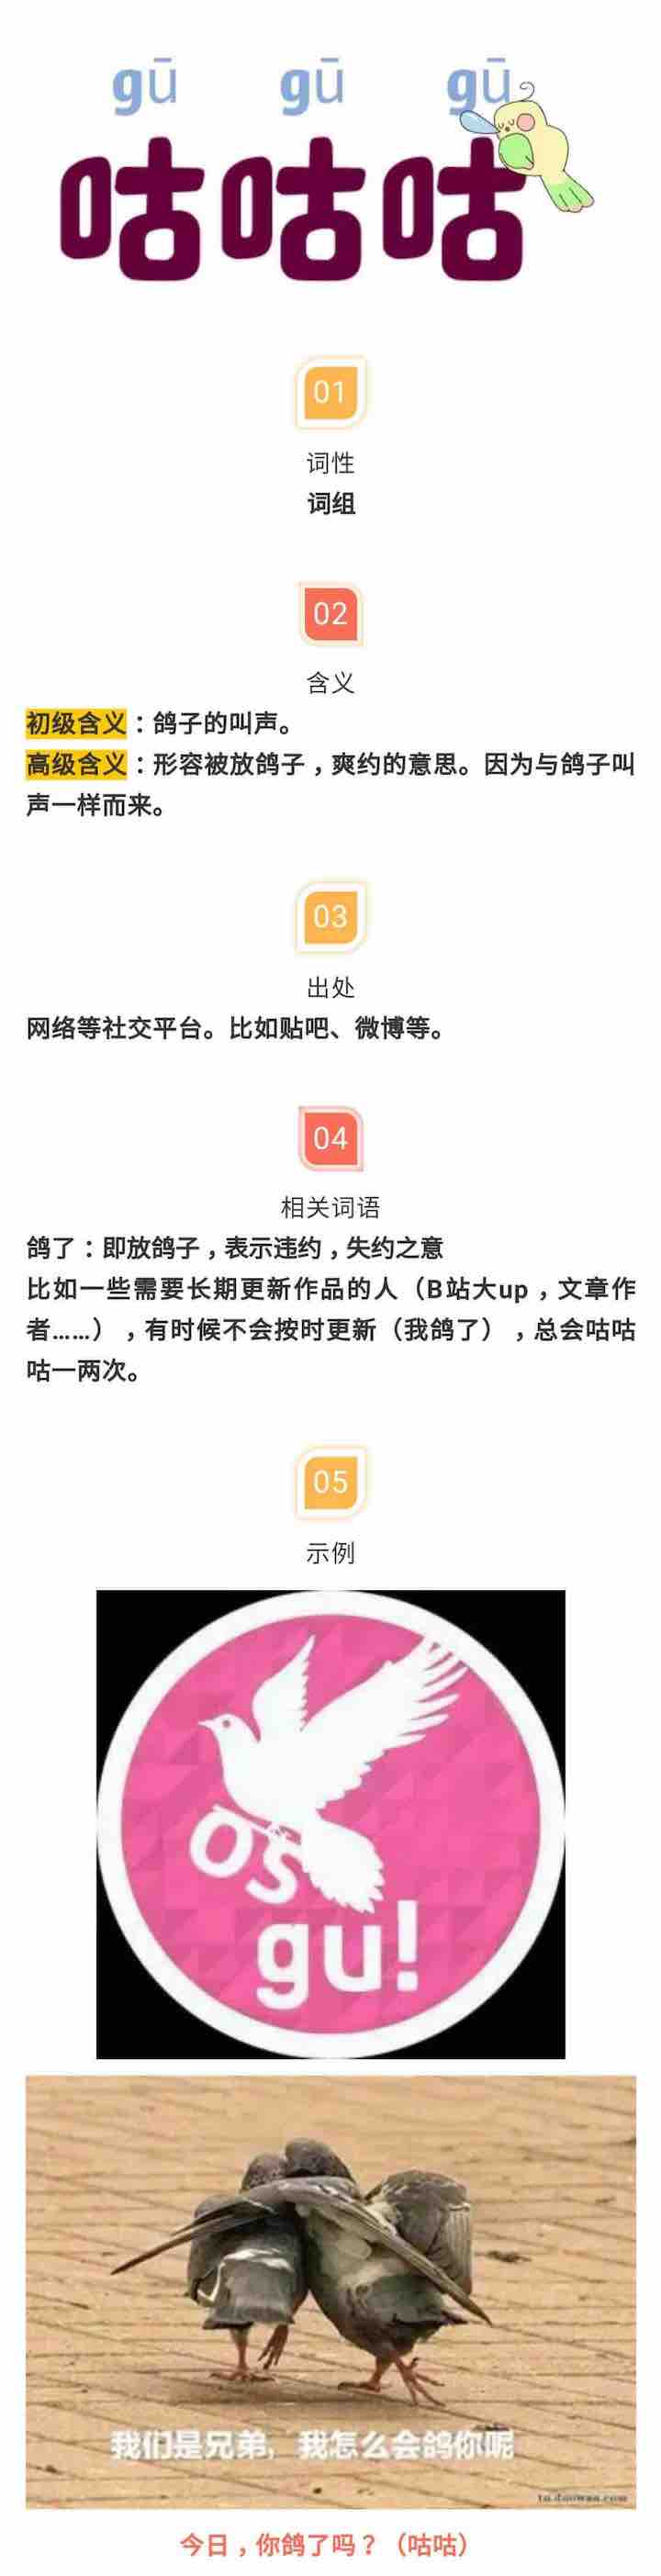 gū gū gū
咕咕咕
01
词性
词组
02
含义
初级含义：鸽子的叫声。
高级含义：形容被放鸽子，爽约的意思。因为与鸽子叫
声一样而来。
03
出处
网络等社交平台。比如贴吧、微博等。
04
相关词语
鸽了：即放鸽子，表示违约，失约之意
比如一些需要长期更新作品的人（B站大up，文章作
者......），有时候不会按时更新（我鸽了），总会咕咕
咕一两次。
05
示例
os
gu!
我们是兄弟，我怎么会鸽你呢
今日，你鸽了吗？（咕咕）